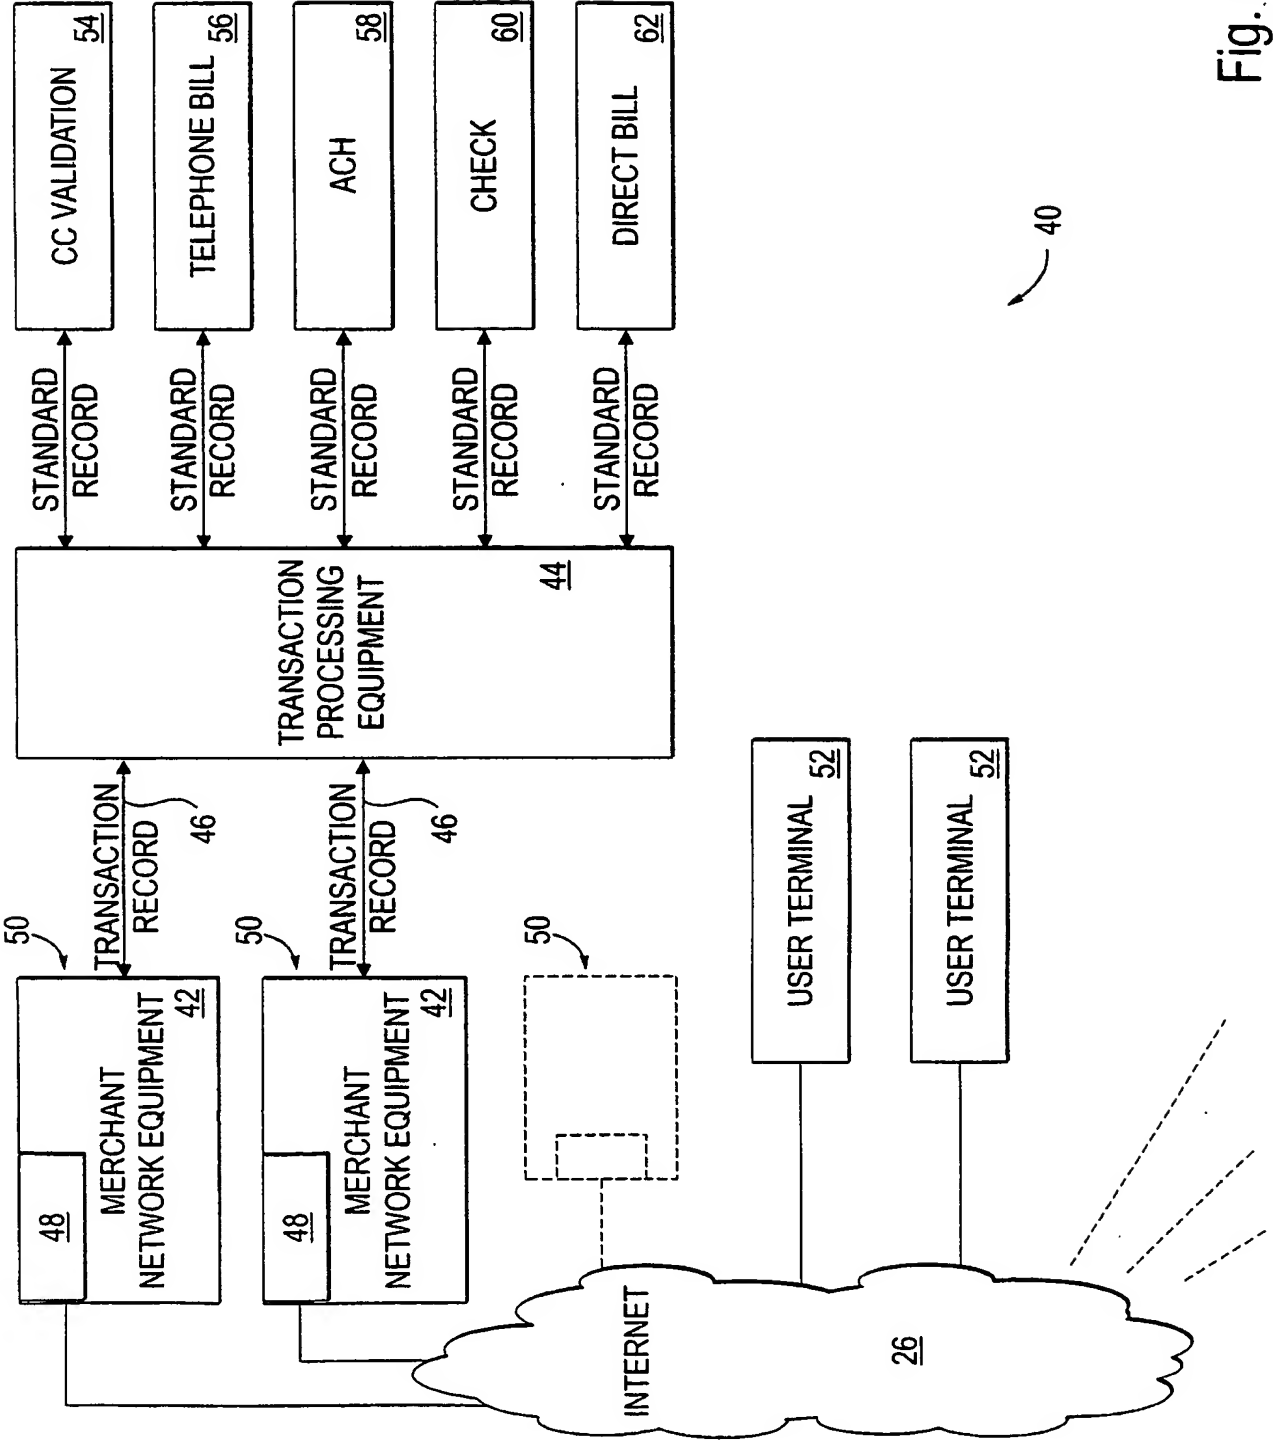 50
48
MERCHANT
NETWORK EQUIPMENT
42
TRANSACTION
RECORD
46
50
48
MERCHANT
NETWORK EQUIPMENT
42
TRANSACTION
RECORD
46
50
TRANSACTION
PROCESSING
EQUIPMENT
44
STANDARD
RECORD
CC VALIDATION
54
STANDARD
RECORD
TELEPHONE BILL
56
STANDARD
RECORD
ACH
58
STANDARD
RECORD
CHECK
60
STANDARD
RECORD
DIRECT BILL
62
INTERNET
26
USER TERMINAL
52
USER TERMINAL
52
40
Fig.